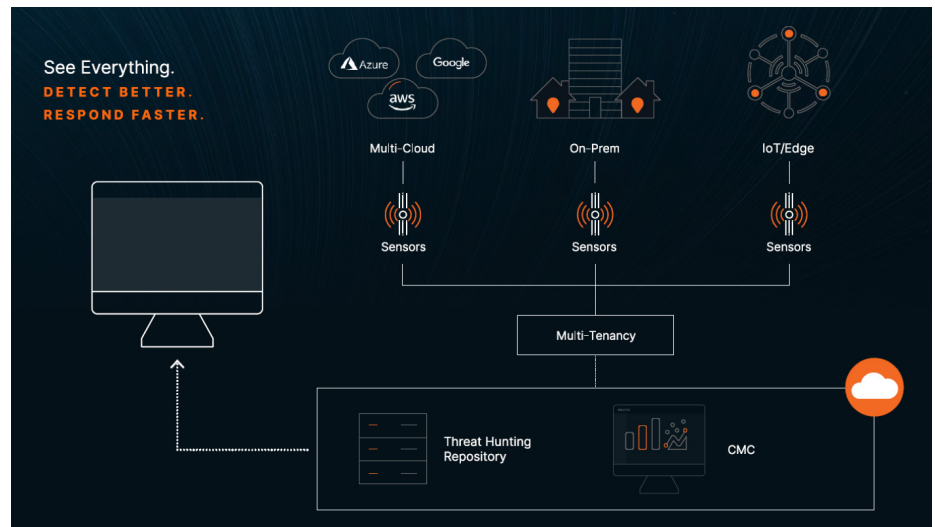 See Everything.
DETECT BETTER.
RESPOND FASTER.
Azure
Google
aws
Multi-Cloud
On-Prem
IoT/Edge
Sensors
Sensors
Sensors
Multi-Tenancy
Threat Hunting
Repository
CMC